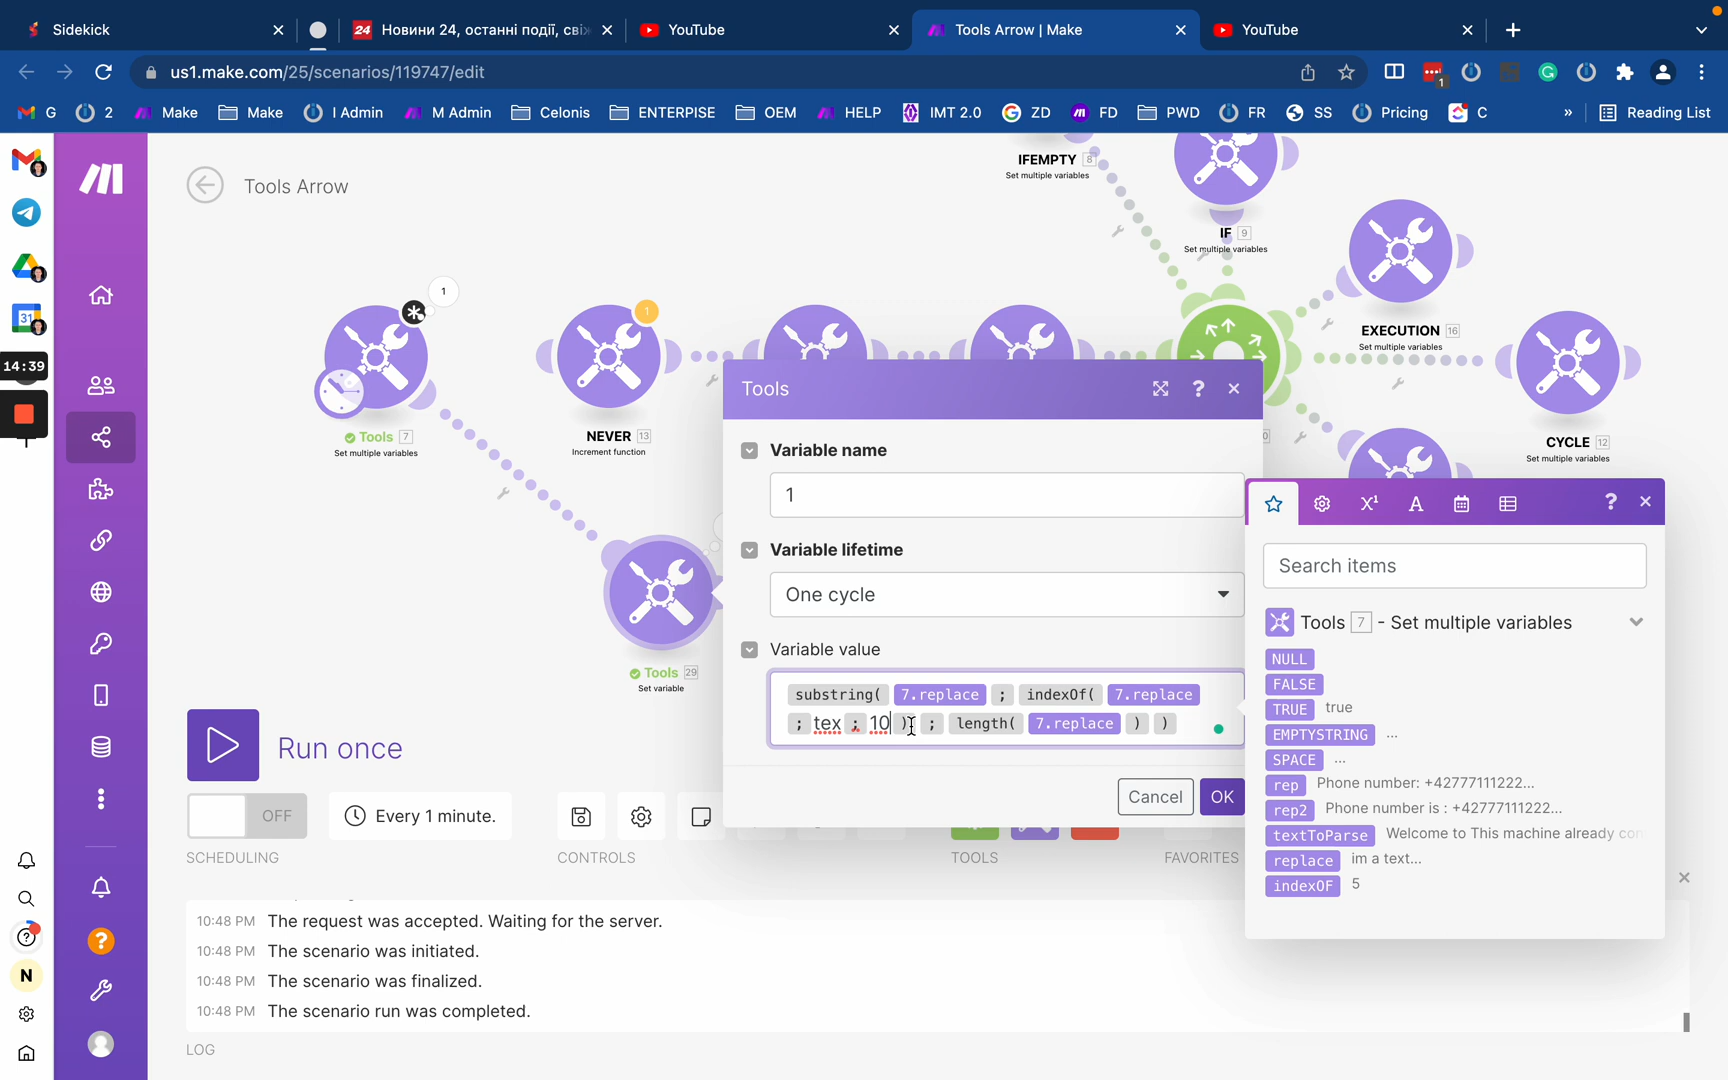 Sidekick
24 Новини 24, останні події, сві
YouTube
Tools Arrow | Make
YouTube
us1.make.com/25/scenarios/119747/edit
1
G
2
Make
Make
I Admin
M Admin
Celonis
ENTERPISE
OEM
HELP
IMT 2.0
ZD
FD
PWD
FR
SS
Pricing
C
»
Reading List
Tools Arrow
IFEMPTY 8
Set multiple variables
IF 9
Set multiple variables
1
1
31
14:39
EXECUTION 16
Set multiple variables
Tools 7
Set multiple variables
NEVER 13
Increment function
CYCLE 12
Set multiple variables
Tools 29
Set variable
Tools
?
Variable name
1
Variable lifetime
One cycle
Variable value
substring( 7.replace ; indexOf( 7.replace
; tex ; 10 ) ; length( 7.replace ) )
Cancel
OK
X¹ A
?
Search items
Tools 7 - Set multiple variables
NULL
FALSE
TRUE true
EMPTYSTRING ...
SPACE ...
rep Phone number: +42777111222...
rep2 Phone number is : +42777111222...
textToParse Welcome to This machine already con
replace im a text...
indexOF 5
Run once
OFF
Every 1 minute.
SCHEDULING
CONTROLS
TOOLS
FAVORITES
10:48 PM The request was accepted. Waiting for the server.
10:48 PM The scenario was initiated.
10:48 PM The scenario was finalized.
10:48 PM The scenario run was completed.
LOG
N